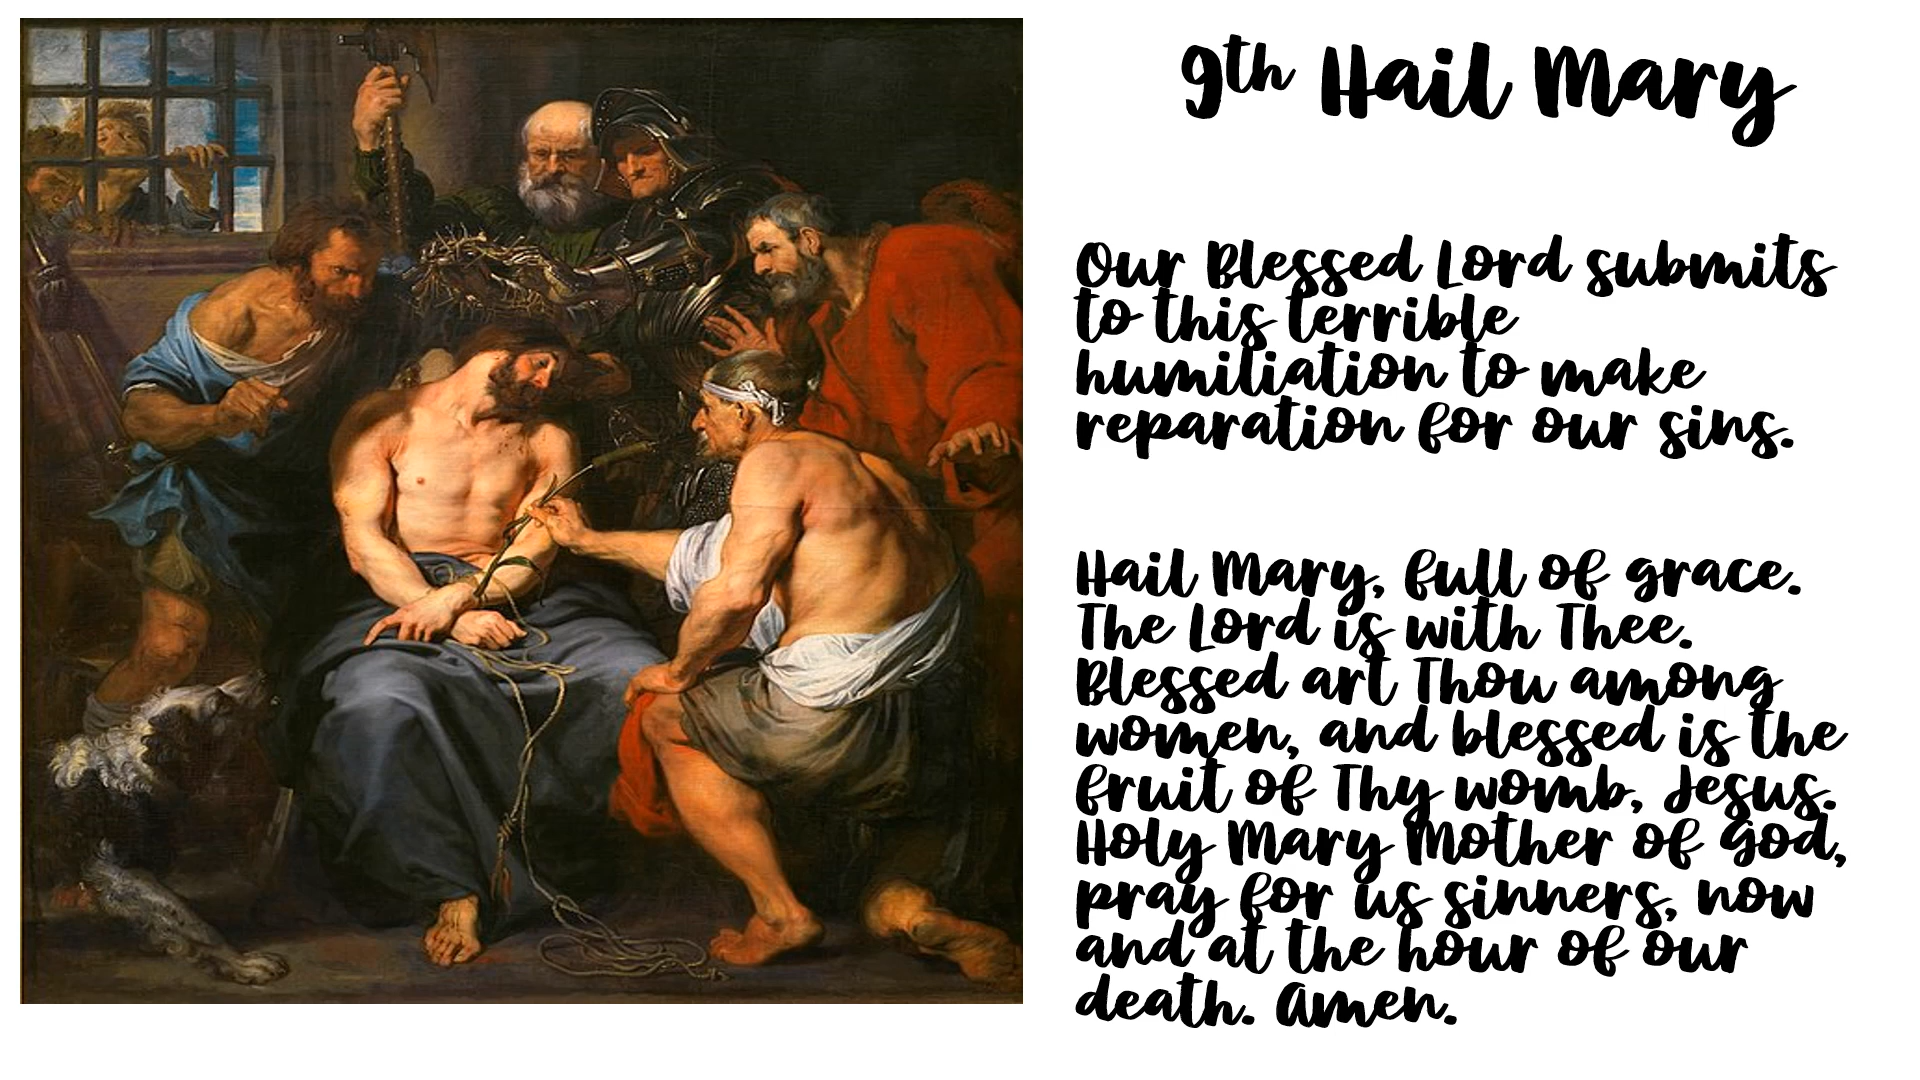 9th Hail Mary
Our Blessed Lord submits
to this terrible
humiliation to make
reparation for our sins.
Hail Mary, full of grace.
The Lord is with Thee.
Blessed art Thou among
women, and blessed is the
fruit of Thy womb, Jesus.
Holy Mary Mother of God,
pray for us sinners, now
and at the hour of our
death. Amen.